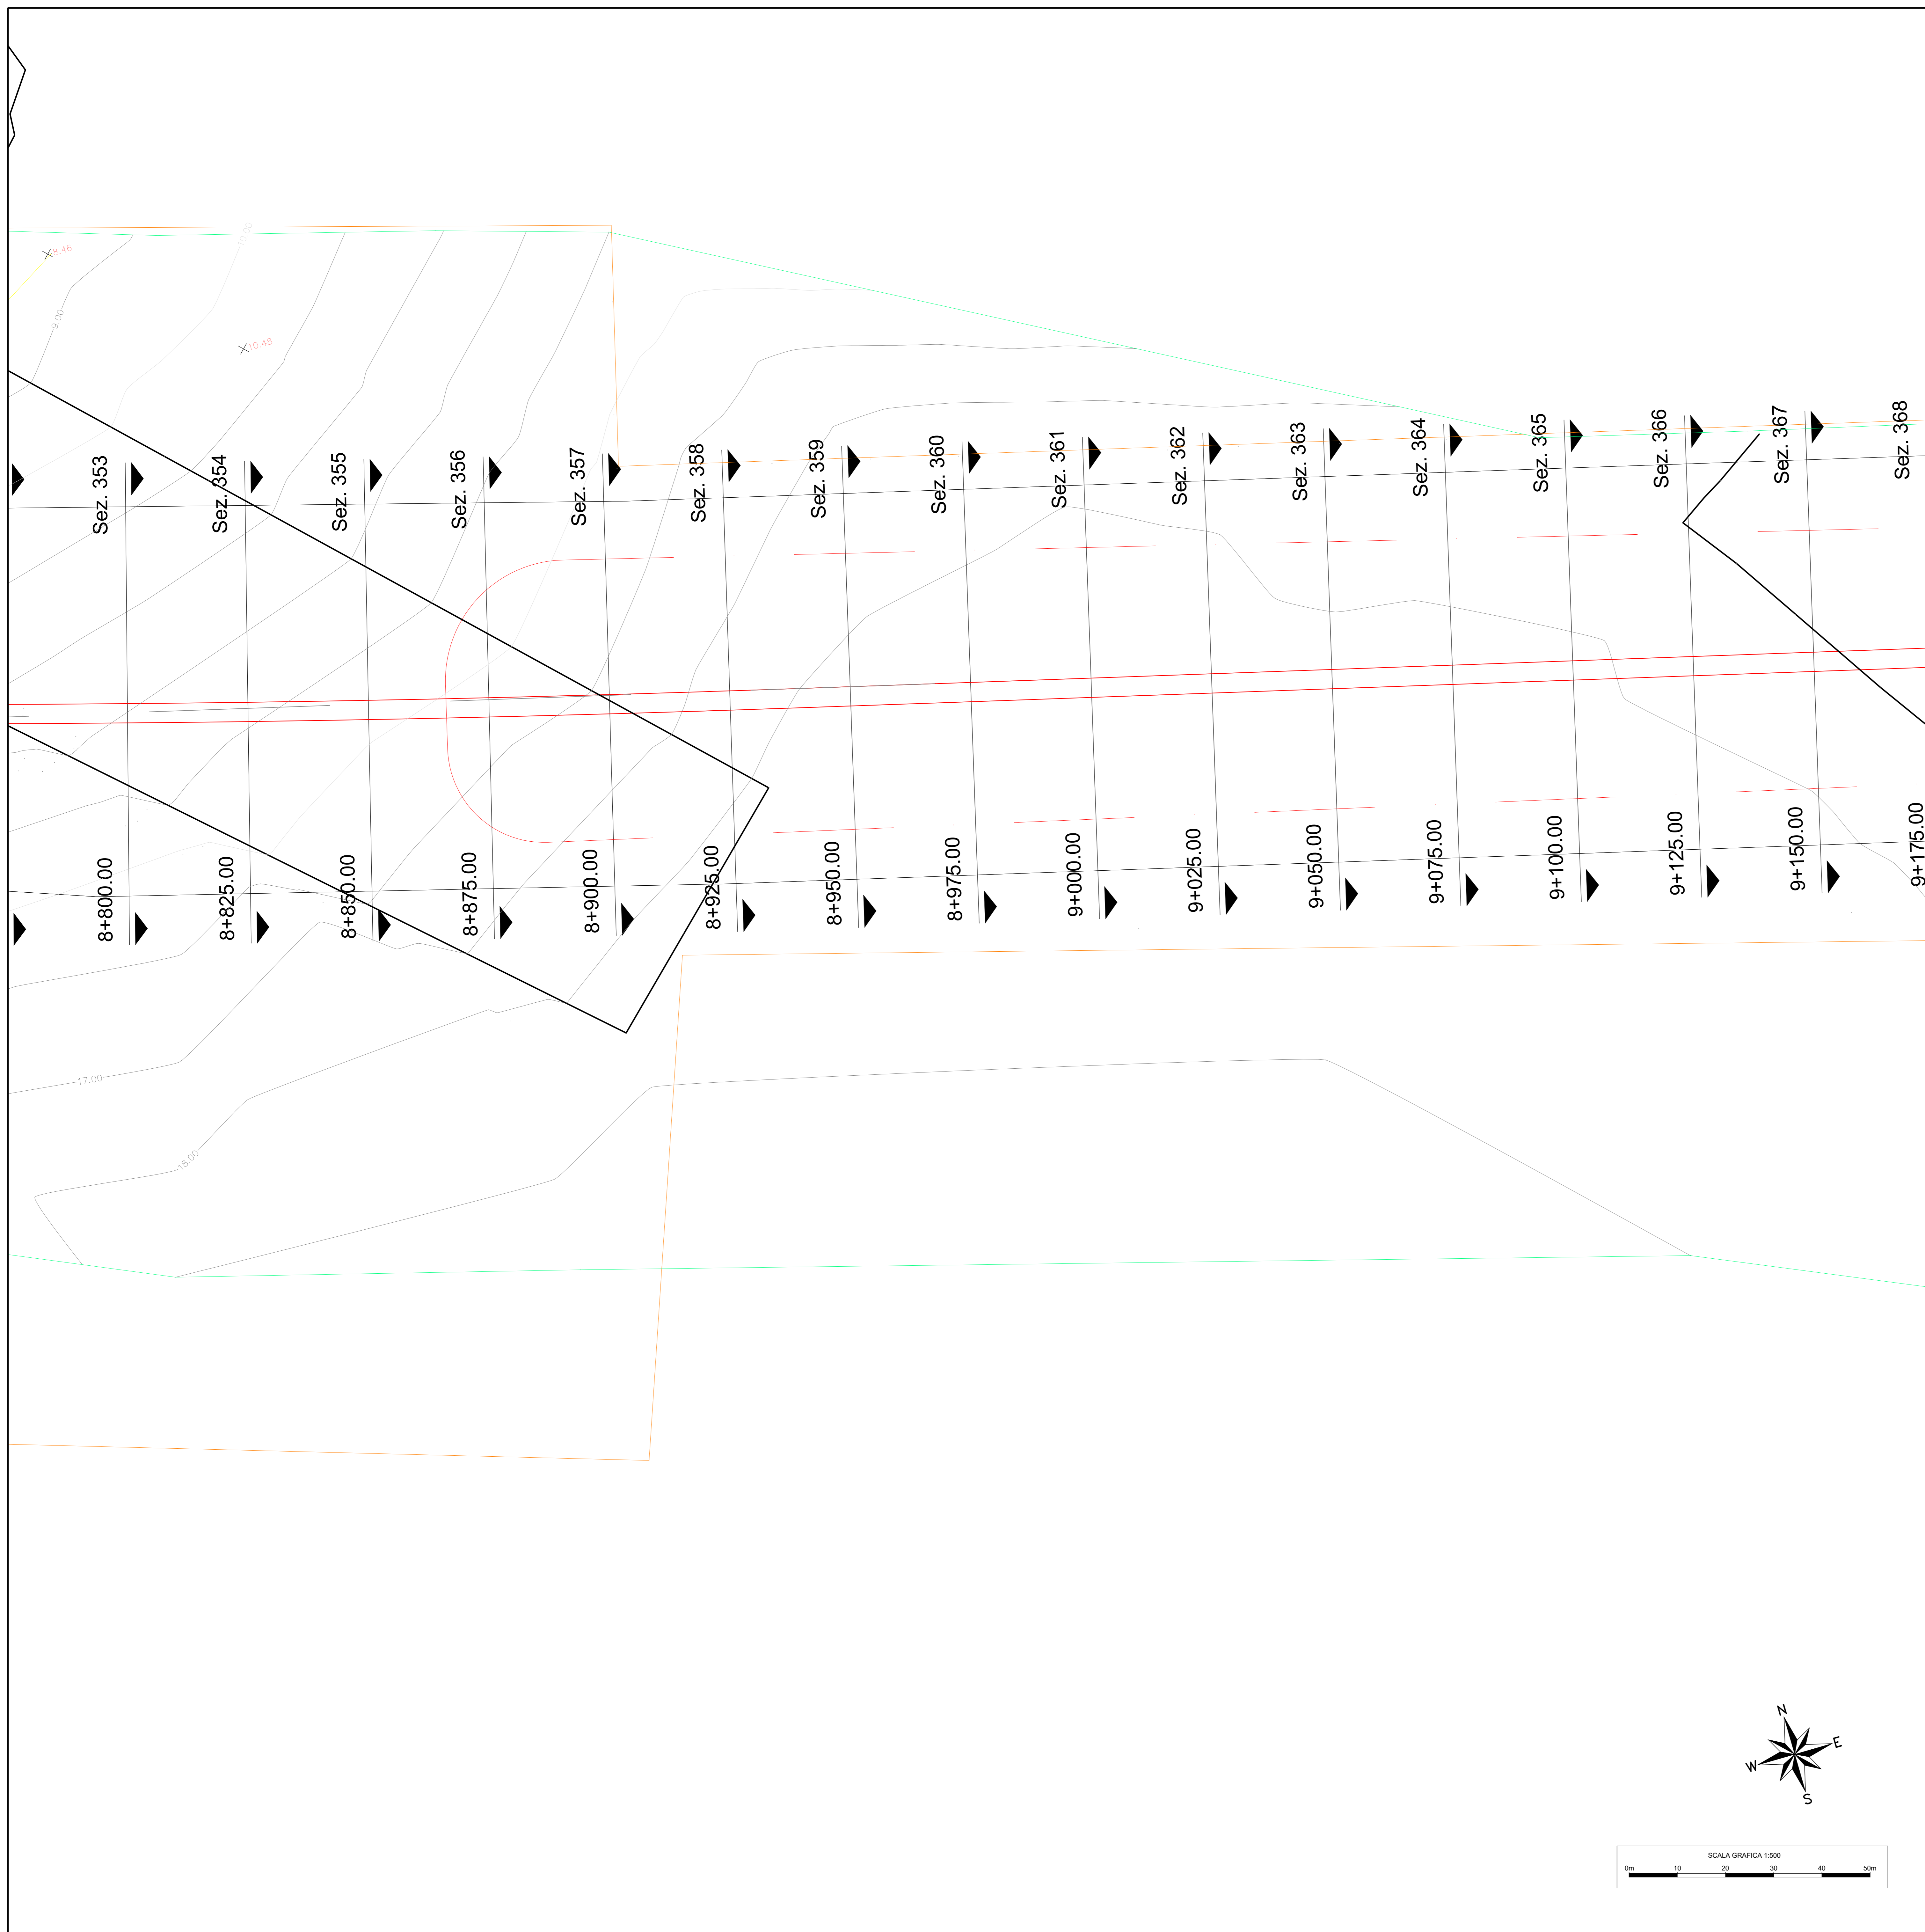 8.46
10.00
9.00
10.48
Sez. 353
Sez. 354
Sez. 355
Sez. 356
Sez. 357
Sez. 358
Sez. 359
Sez. 360
Sez. 361
Sez. 362
Sez. 363
Sez. 364
Sez. 365
Sez. 366
Sez. 367
Sez. 368
8+800.00
8+825.00
8+850.00
8+875.00
8+900.00
8+925.00
8+950.00
8+975.00
9+000.00
9+025.00
9+050.00
9+075.00
9+100.00
9+125.00
9+150.00
9+175.00
17.00
18.00
N
E
W
S
SCALA GRAFICA 1:500
0m 10 20 30 40 50m